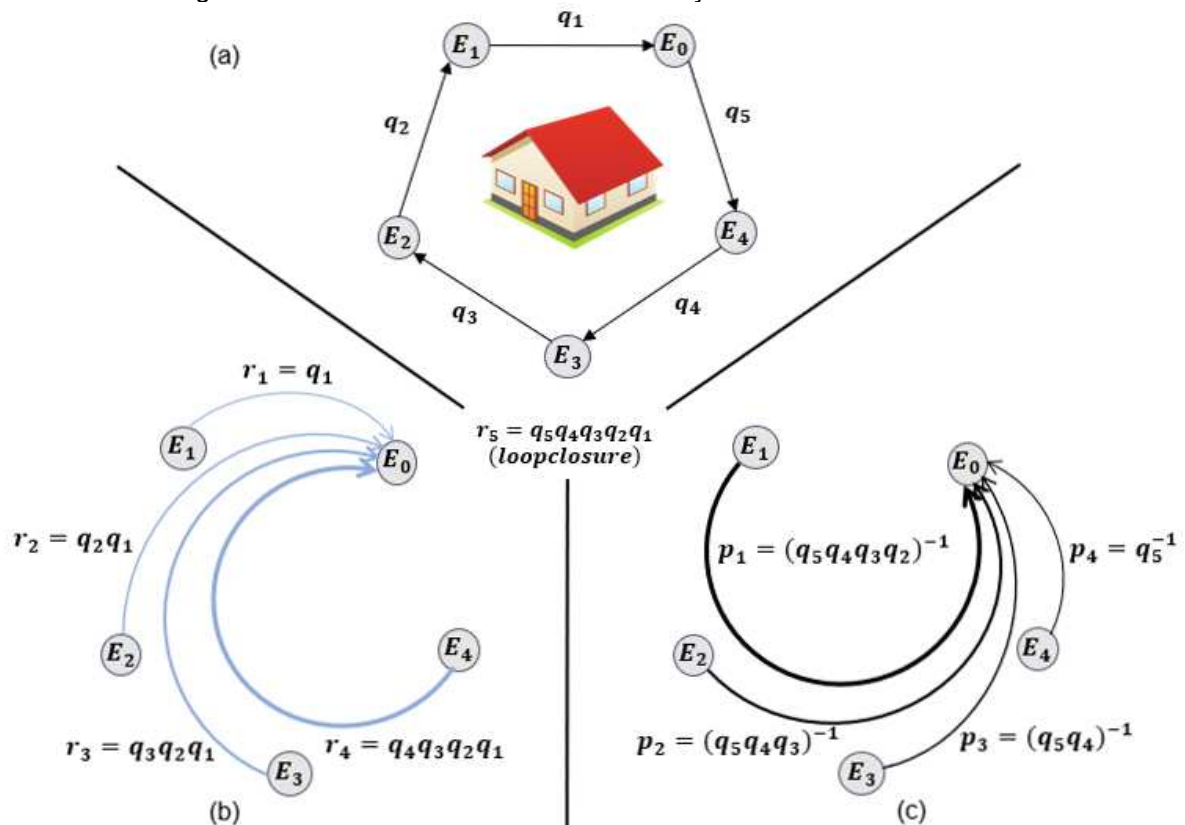 q₁
(a)
E₁
E₀
q₂
q₅
E₂
E₄
q₃
q₄
E₃
r₁ = q₁
r₅ = q₅q₄q₃q₂q₁
(loopclosure)
E₁
E₀
r₂ = q₂q₁
E₂
E₄
r₃ = q₃q₂q₁
r₄ = q₄q₃q₂q₁
E₃
(b)
E₁
E₀
p₁ = (q₅q₄q₃q₂)⁻¹
p₄ = q₅⁻¹
E₂
E₄
p₂ = (q₅q₄q₃)⁻¹
p₃ = (q₅q₄)⁻¹
E₃
(c)